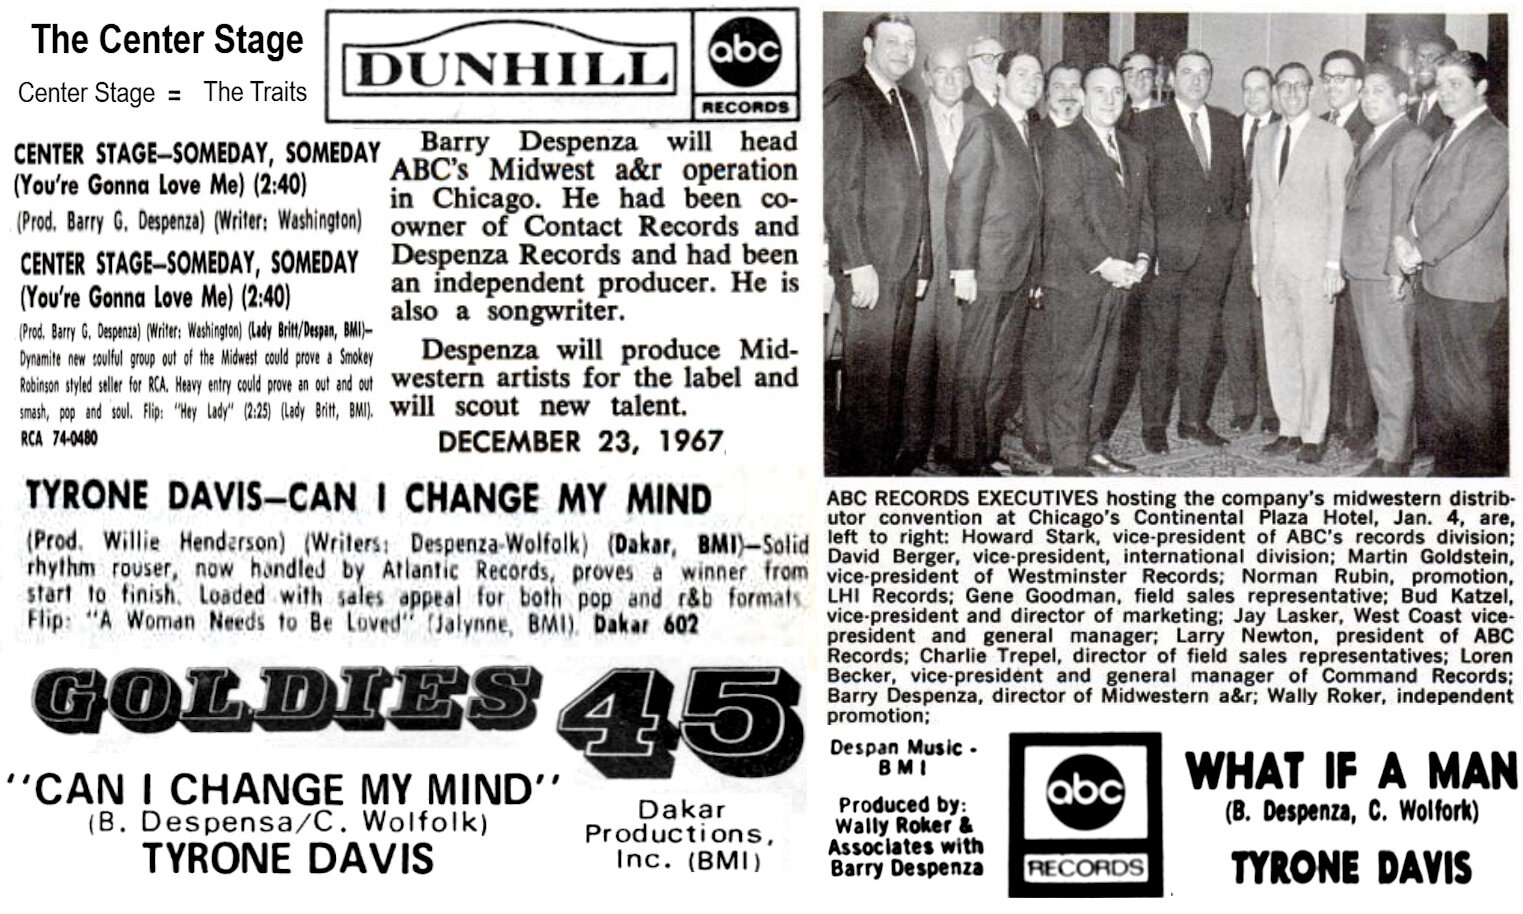 The Center Stage
Center Stage = The Traits
CENTER STAGE—SOMEDAY, SOMEDAY
(You're Gonna Love Me) (2:40)
(Prod. Barry G. Despenza) (Writer: Washington)
CENTER STAGE—SOMEDAY, SOMEDAY
(You're Gonna Love Me) (2:40)
(Prod. Barry G. Despenza) (Writer: Washington) (Lady Britt/Despan, BMI)—
Dynamite new soulful group out of the Midwest could prove a Smokey
Robinson styled seller for RCA. Heavy entry could prove an out and out
smash, pop and soul. Flip: "Hey Lady" (2:25) (Lady Britt, BMI).
RCA 74-0480
DUNHILL
abc
RECORDS
Barry Despenza will head
ABC's Midwest a&r operation
in Chicago. He had been co-
owner of Contact Records and
Despenza Records and had been
an independent producer. He is
also a songwriter.
Despenza will produce Mid-
western artists for the label and
will scout new talent.
DECEMBER 23, 1967
TYRONE DAVIS—CAN I CHANGE MY MIND
(Prod. Willie Henderson) (Writers: Despenza-Wolfolk) (Dakar, BMI)—Solid
rhythm rouser, now handled by Atlantic Records, proves a winner from
start to finish. Loaded with sales appeal for both pop and r&b formats.
Flip: "A Woman Needs to Be Loved" (Jalynne, BMI). Dakar 602
GOLDIES 45
"CAN I CHANGE MY MIND"
(B. Despensa/C. Wolfolk)
TYRONE DAVIS
Dakar
Productions,
Inc. (BMI)
ABC RECORDS EXECUTIVES hosting the company's midwestern distrib-
utor convention at Chicago's Continental Plaza Hotel, Jan. 4, are,
left to right: Howard Stark, vice-president of ABC's records division;
David Berger, vice-president, international division; Martin Goldstein,
vice-president of Westminster Records; Norman Rubin, promotion,
LHI Records; Gene Goodman, field sales representative; Bud Katzel,
vice-president and director of marketing; Jay Lasker, West Coast vice-
president and general manager; Larry Newton, president of ABC
Records; Charlie Trepel, director of field sales representatives; Loren
Becker, vice-president and general manager of Command Records;
Barry Despenza, director of Midwestern a&r; Wally Roker, independent
promotion;
Despan Music -
BMI
Produced by:
Wally Roker &
Associates with
Barry Despenza
abc
RECORDS
WHAT IF A MAN
(B. Despenza, C. Wolfork)
TYRONE DAVIS